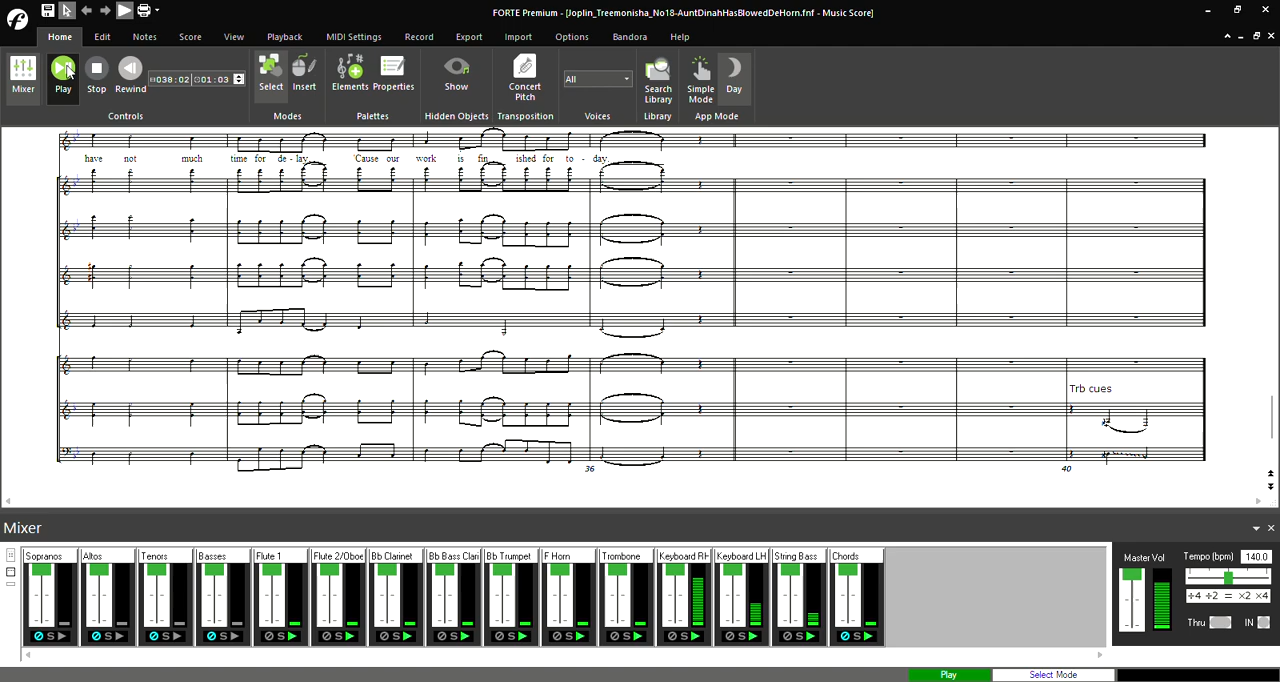 FORTE Premium - [Joplin_Treemonisha_No18-AuntDinahHasBlowedDeHorn.fnf - Music Score]
Home Edit Notes Score View Playback MIDI Settings Record Export Import Options Bandora Help
038:02 01:03
All
Mixer Play Stop Rewind Select Insert Elements Properties Show Concert Pitch Search Library Simple Mode Day
Controls Modes Palettes Hidden Objects Transposition Voices Library App Mode
have not much time for de - lay 'Cause our work is fin ished for to - day.
Trb cues
36 40
Mixer
Sopranos Altos Tenors Basses Flute 1 Flute 2/Oboe Bb Clarinet Bb Bass Clari Bb Trumpet F Horn Trombone Keyboard RH Keyboard LH String Bass Chords
Master Vol Tempo (bpm) 140.0
÷4 ÷2 = ×2 ×4
Thru IN
Play Select Mode